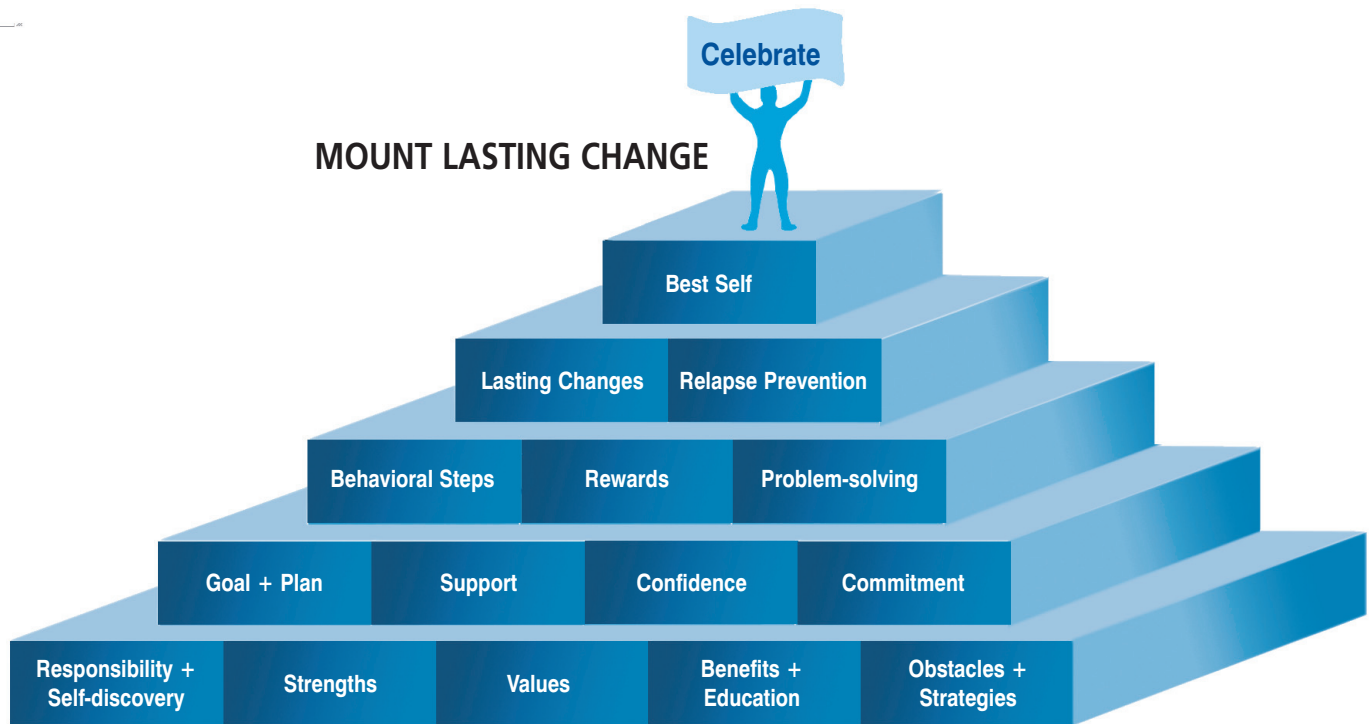 Celebrate
MOUNT LASTING CHANGE
Best Self
Lasting Changes
Relapse Prevention
Behavioral Steps
Rewards
Problem-solving
Goal + Plan
Support
Confidence
Commitment
Responsibility +
Self-discovery
Strengths
Values
Benefits +
Education
Obstacles +
Strategies